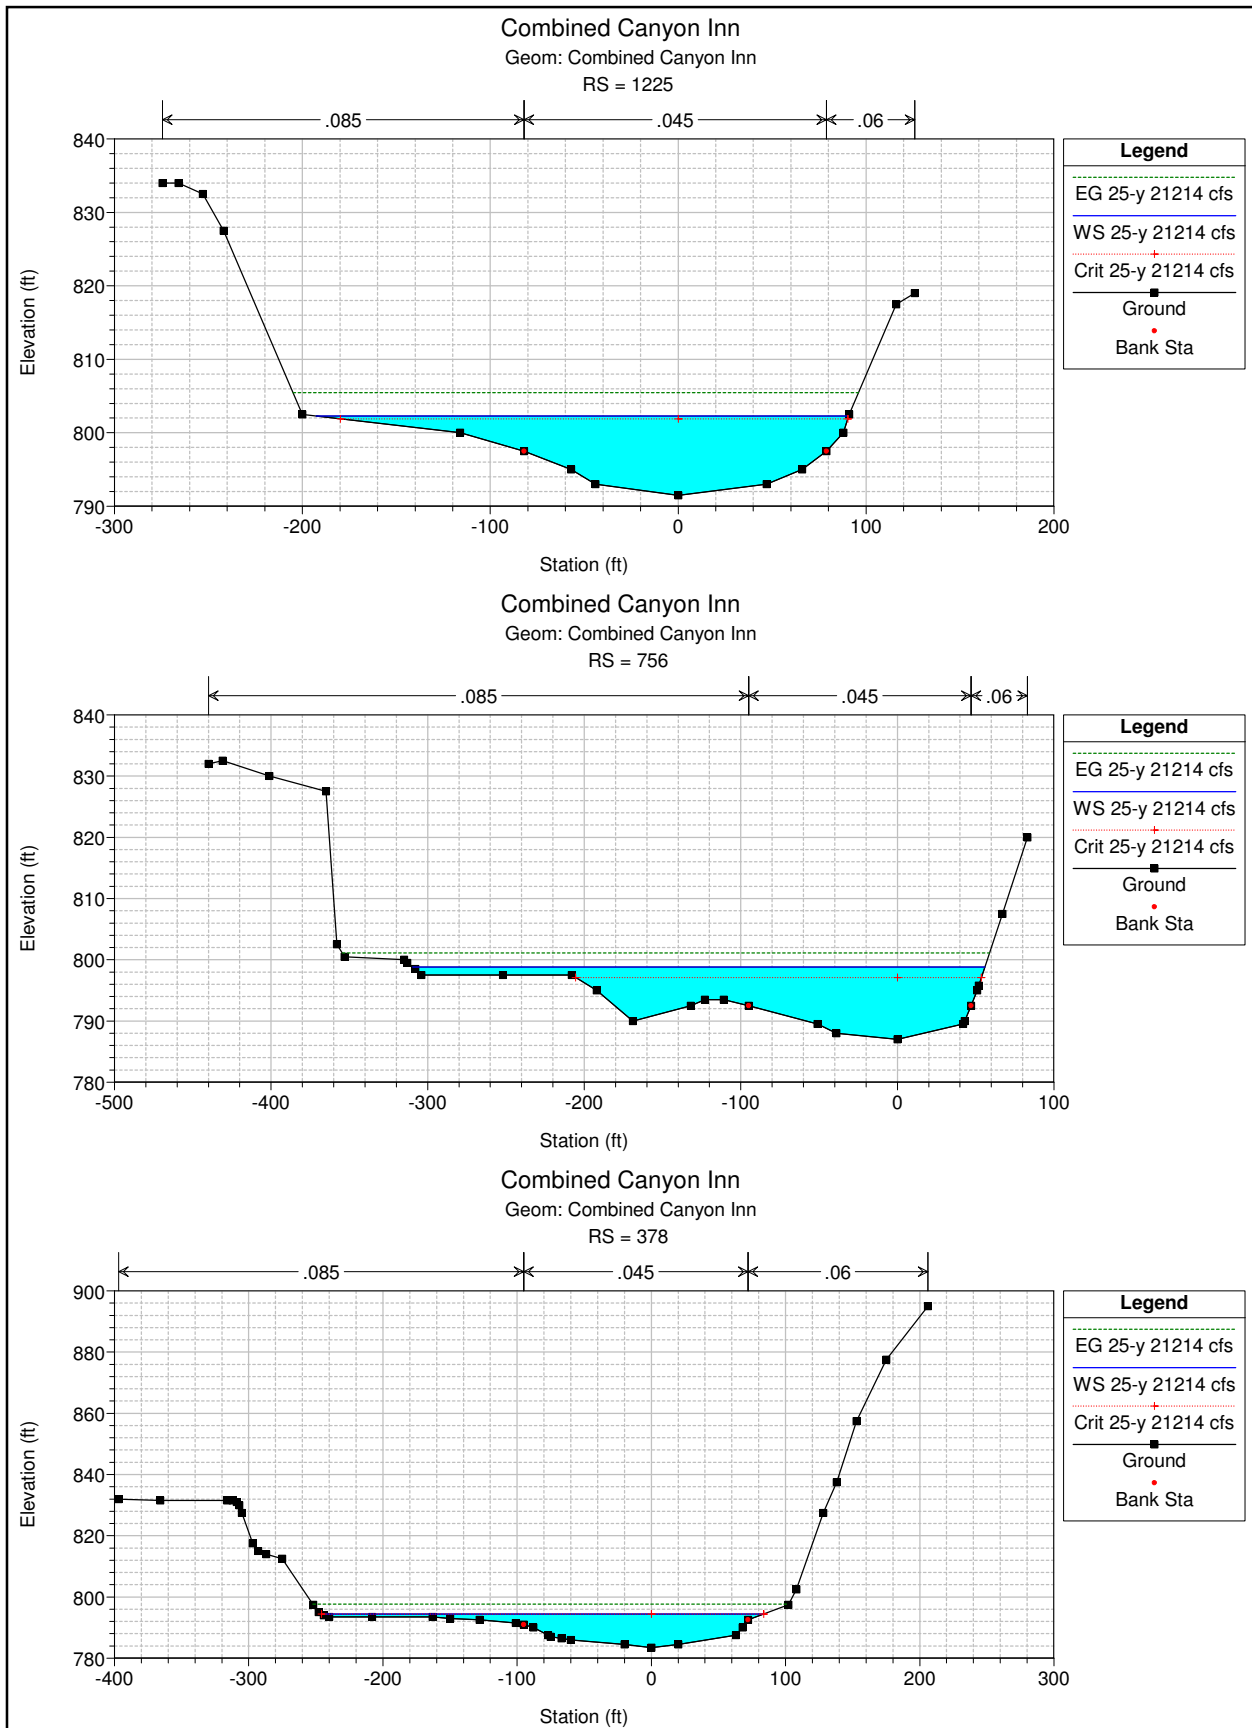 Combined Canyon Inn
Geom: Combined Canyon Inn
RS = 1225
.085 .045 .06
840
830
820
810
800
790
Elevation (ft)
-300 -200 -100 0 100 200
Station (ft)
Legend
EG 25-y 21214 cfs
WS 25-y 21214 cfs
Crit 25-y 21214 cfs
Ground
Bank Sta
Combined Canyon Inn
Geom: Combined Canyon Inn
RS = 756
.085 .045 .06
840
830
820
810
800
790
780
Elevation (ft)
-500 -400 -300 -200 -100 0 100
Station (ft)
Legend
EG 25-y 21214 cfs
WS 25-y 21214 cfs
Crit 25-y 21214 cfs
Ground
Bank Sta
Combined Canyon Inn
Geom: Combined Canyon Inn
RS = 378
.085 .045 .06
900
880
860
840
820
800
780
Elevation (ft)
-400 -300 -200 -100 0 100 200 300
Station (ft)
Legend
EG 25-y 21214 cfs
WS 25-y 21214 cfs
Crit 25-y 21214 cfs
Ground
Bank Sta